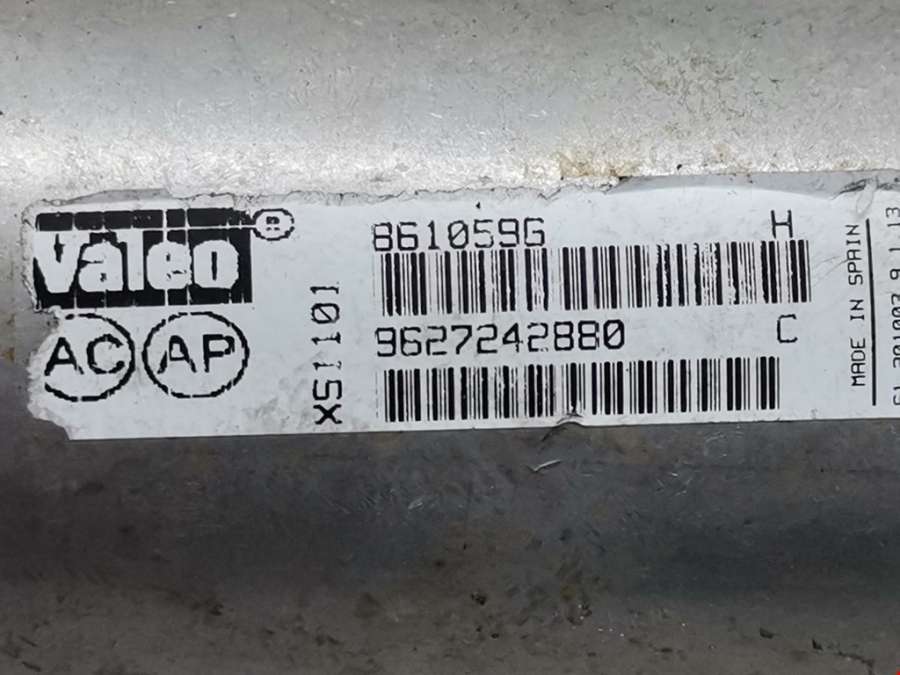 Valeo®
AC AP
XS1101
861059G H
9627242880 C
MADE IN SPAIN